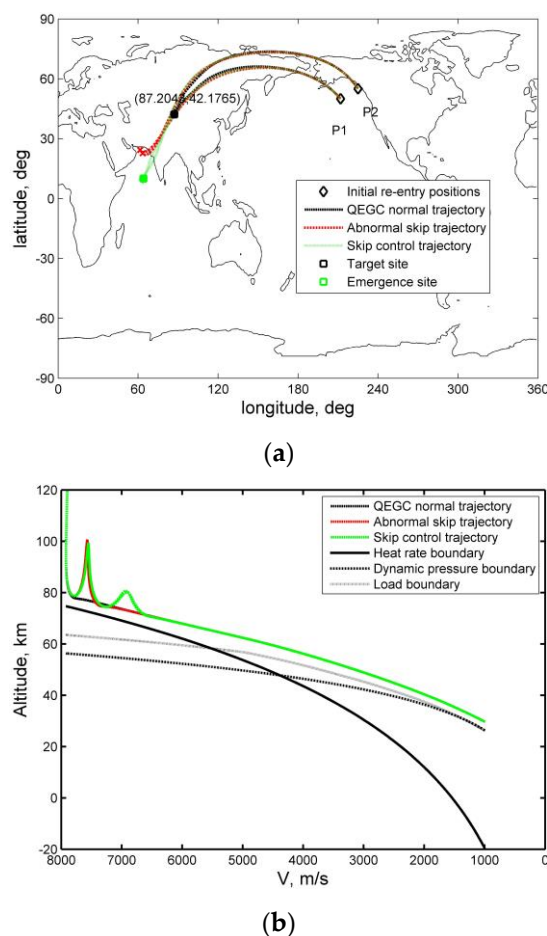 90
60
30
0
-30
-60
-90
latitude, deg
(87.2043,42.1765)
P2
P1
Initial re-entry positions
QEGC normal trajectory
Abnormal skip trajectory
Skip control trajectory
Target site
Emergence site
0 60 120 180 240 300 360
longitude, deg
(a)
120
100
80
60
40
20
0
-20
Altitude, km
QEGC normal trajectory
Abnormal skip trajectory
Skip control trajectory
Heat rate boundary
Dynamic pressure boundary
Load boundary
8000 7000 6000 5000 4000 3000 2000 1000 0
V, m/s
(b)